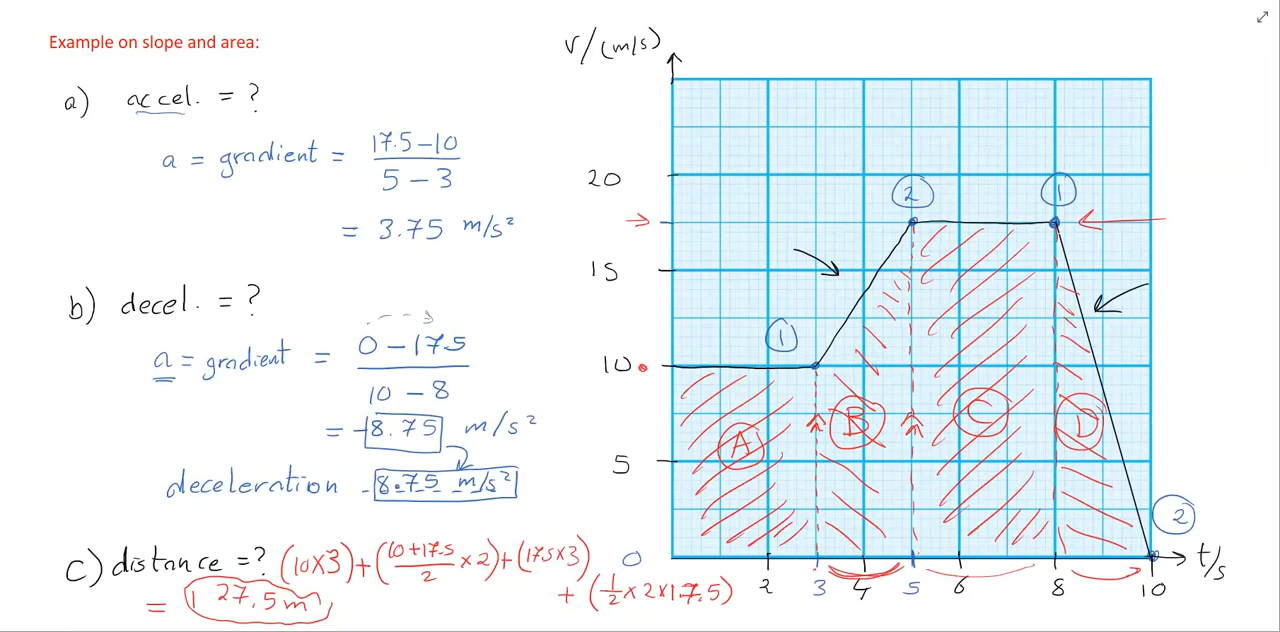 Example on slope and area:
a) accel. = ?
a = gradient = 17.5 - 10 / 5 - 3
= 3.75 m/s²
b) decel. = ?
a = gradient = 0 - 17.5 / 10 - 8
= -8.75 m/s²
deceleration 8.75 m/s²
c) distance = ? (10 x 3) + (10+17.5 / 2 x 2) + (17.5 x 3)
+ (1/2 x 2 x 17.5)
= 127.5 m
v/(m/s)
20
15
10
5
0
2 1
1
A B C D
2
2 3 4 5 6 8 10 t/s